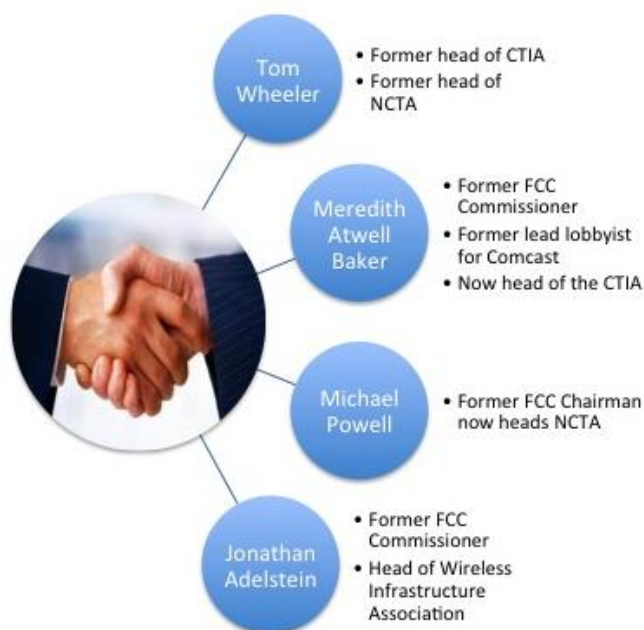 Tom
Wheeler
• Former head of CTIA
• Former head of
NCTA
Meredith
Atwell
Baker
• Former FCC
Commissioner
• Former lead lobbyist
for Comcast
• Now head of the CTIA
Michael
Powell
• Former FCC Chairman
now heads NCTA
Jonathan
Adelstein
• Former FCC
Commissioner
• Head of Wireless
Infrastructure
Association